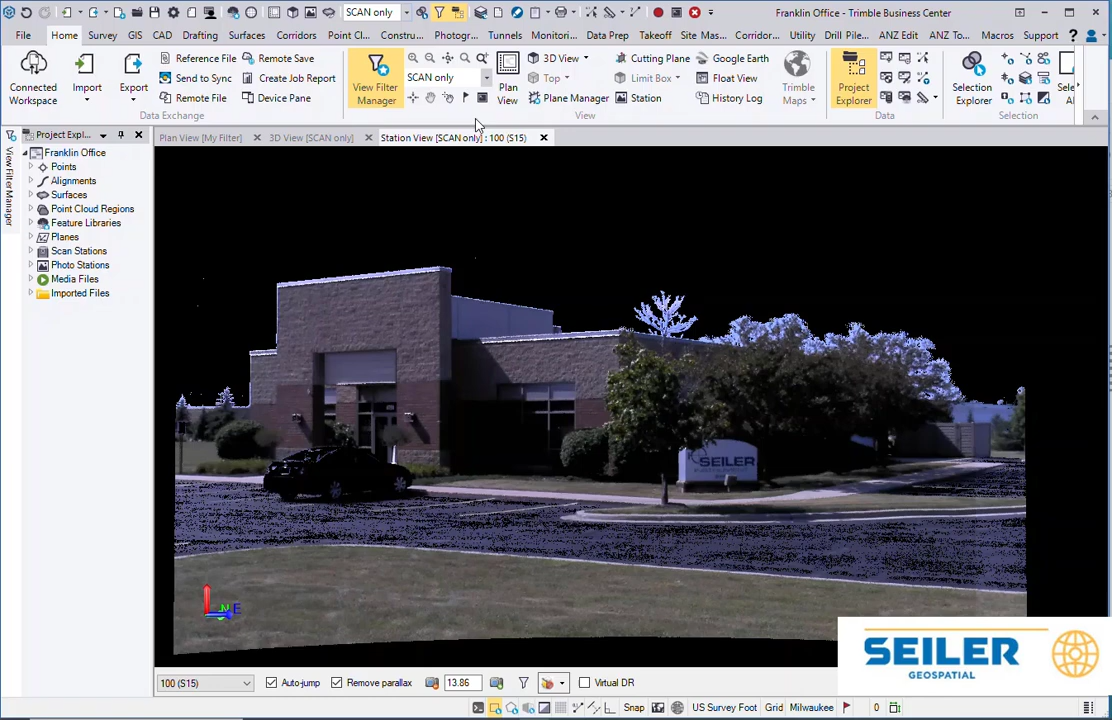 SCAN only
Franklin Office - Trimble Business Center
File Home Survey GIS CAD Drafting Surfaces Corridors Point Cl... Constru... Photogr... Tunnels Monitori... Data Prep Takeoff Site Mas... Corridor... Utility Drill Pile... ANZ Edit ANZ To... Macros Support
Connected Workspace
Import
Export
Reference File
Send to Sync
Remote File
Remote Save
Create Job Report
Device Pane
Data Exchange
View Filter Manager
SCAN only
Plan View
3D View
Top
Plane Manager
Cutting Plane
Limit Box
Station
Google Earth
Float View
History Log
View
Trimble Maps
Project Explorer
Data
Selection Explorer
Selection
Project Expl...
Plan View [My Filter]
3D View [SCAN only]
Station View [SCAN only] : 100 (S15)
View Filter Manager
Franklin Office
Points
Alignments
Surfaces
Point Cloud Regions
Feature Libraries
Planes
Scan Stations
Photo Stations
Media Files
Imported Files
SEILER
N E
SEILER
GEOSPATIAL
100 (S15)
Auto-jump
Remove parallax
13.86
Virtual DR
Snap
US Survey Foot
Grid
Milwaukee
0